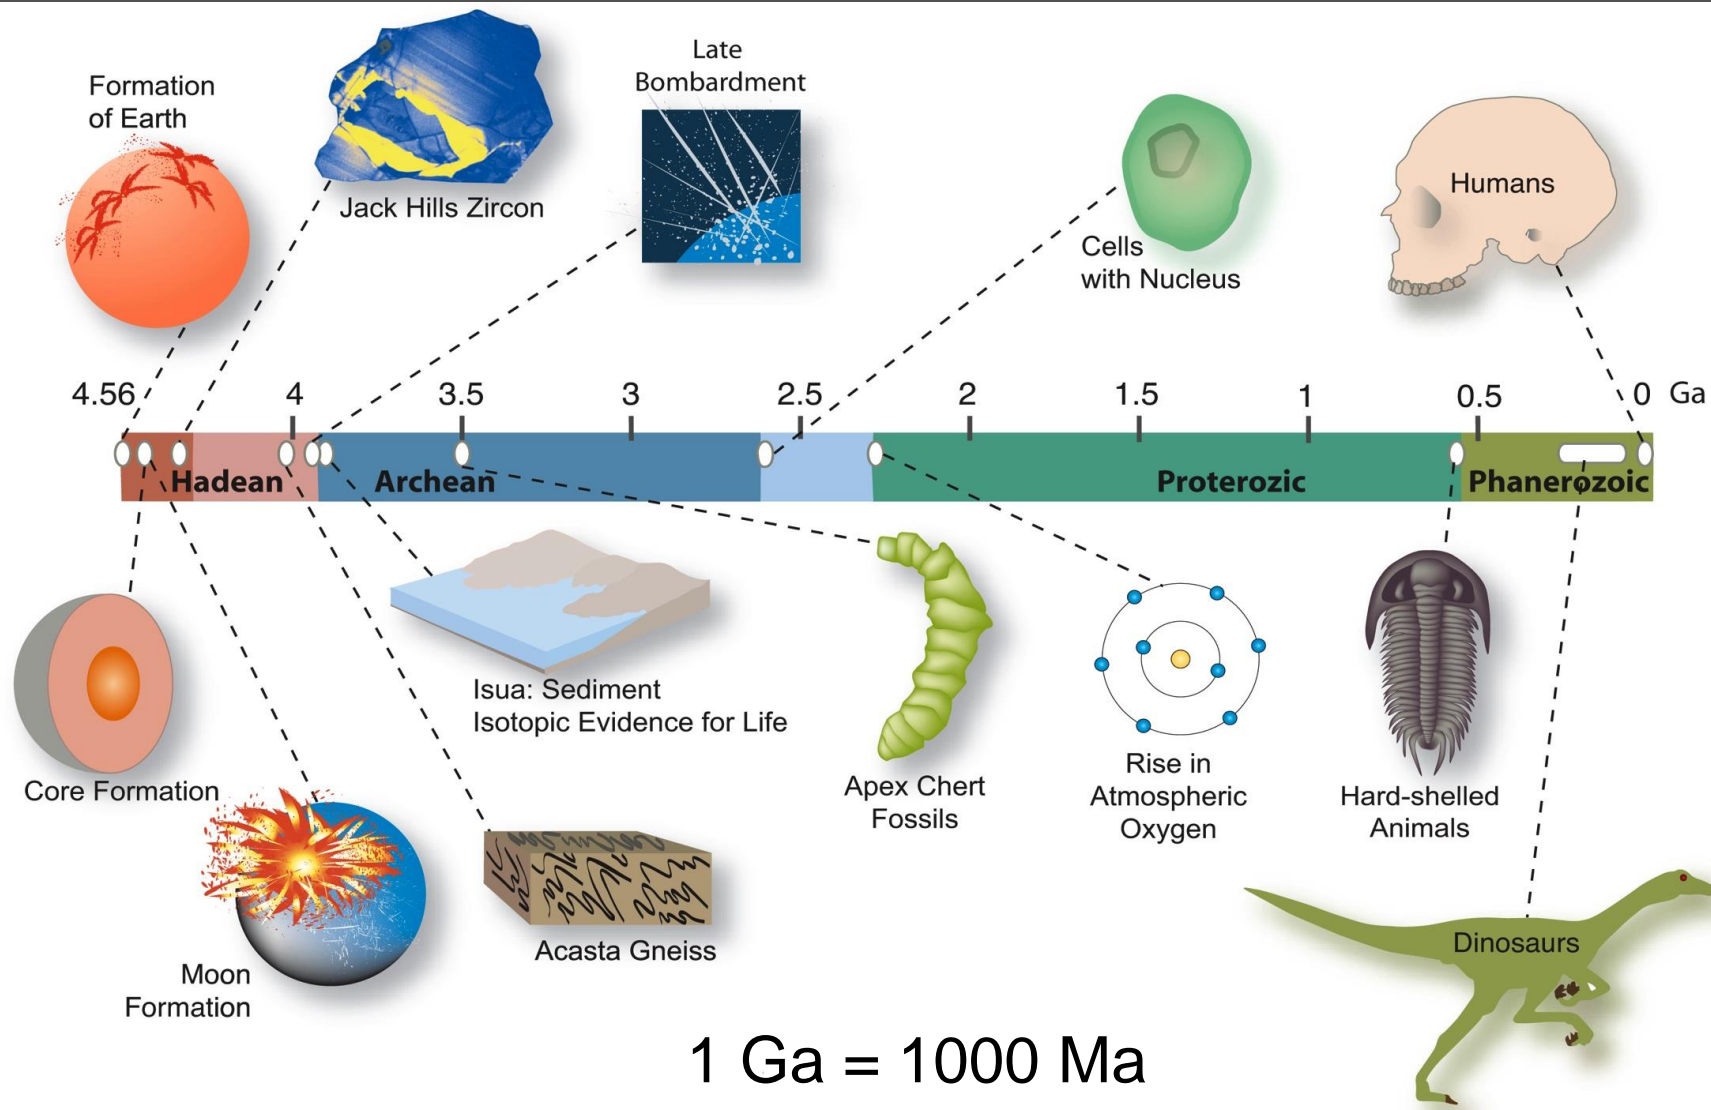 Formation
of Earth
Jack Hills Zircon
Late
Bombardment
Cells
with Nucleus
Humans
4.56 4 3.5 3 2.5 2 1.5 1 0.5 0 Ga
Hadean Archean Proterozic Phanerozoic
Core Formation
Moon
Formation
Isua: Sediment
Isotopic Evidence for Life
Acasta Gneiss
Apex Chert
Fossils
Rise in
Atmospheric
Oxygen
Hard-shelled
Animals
Dinosaurs
1 Ga = 1000 Ma